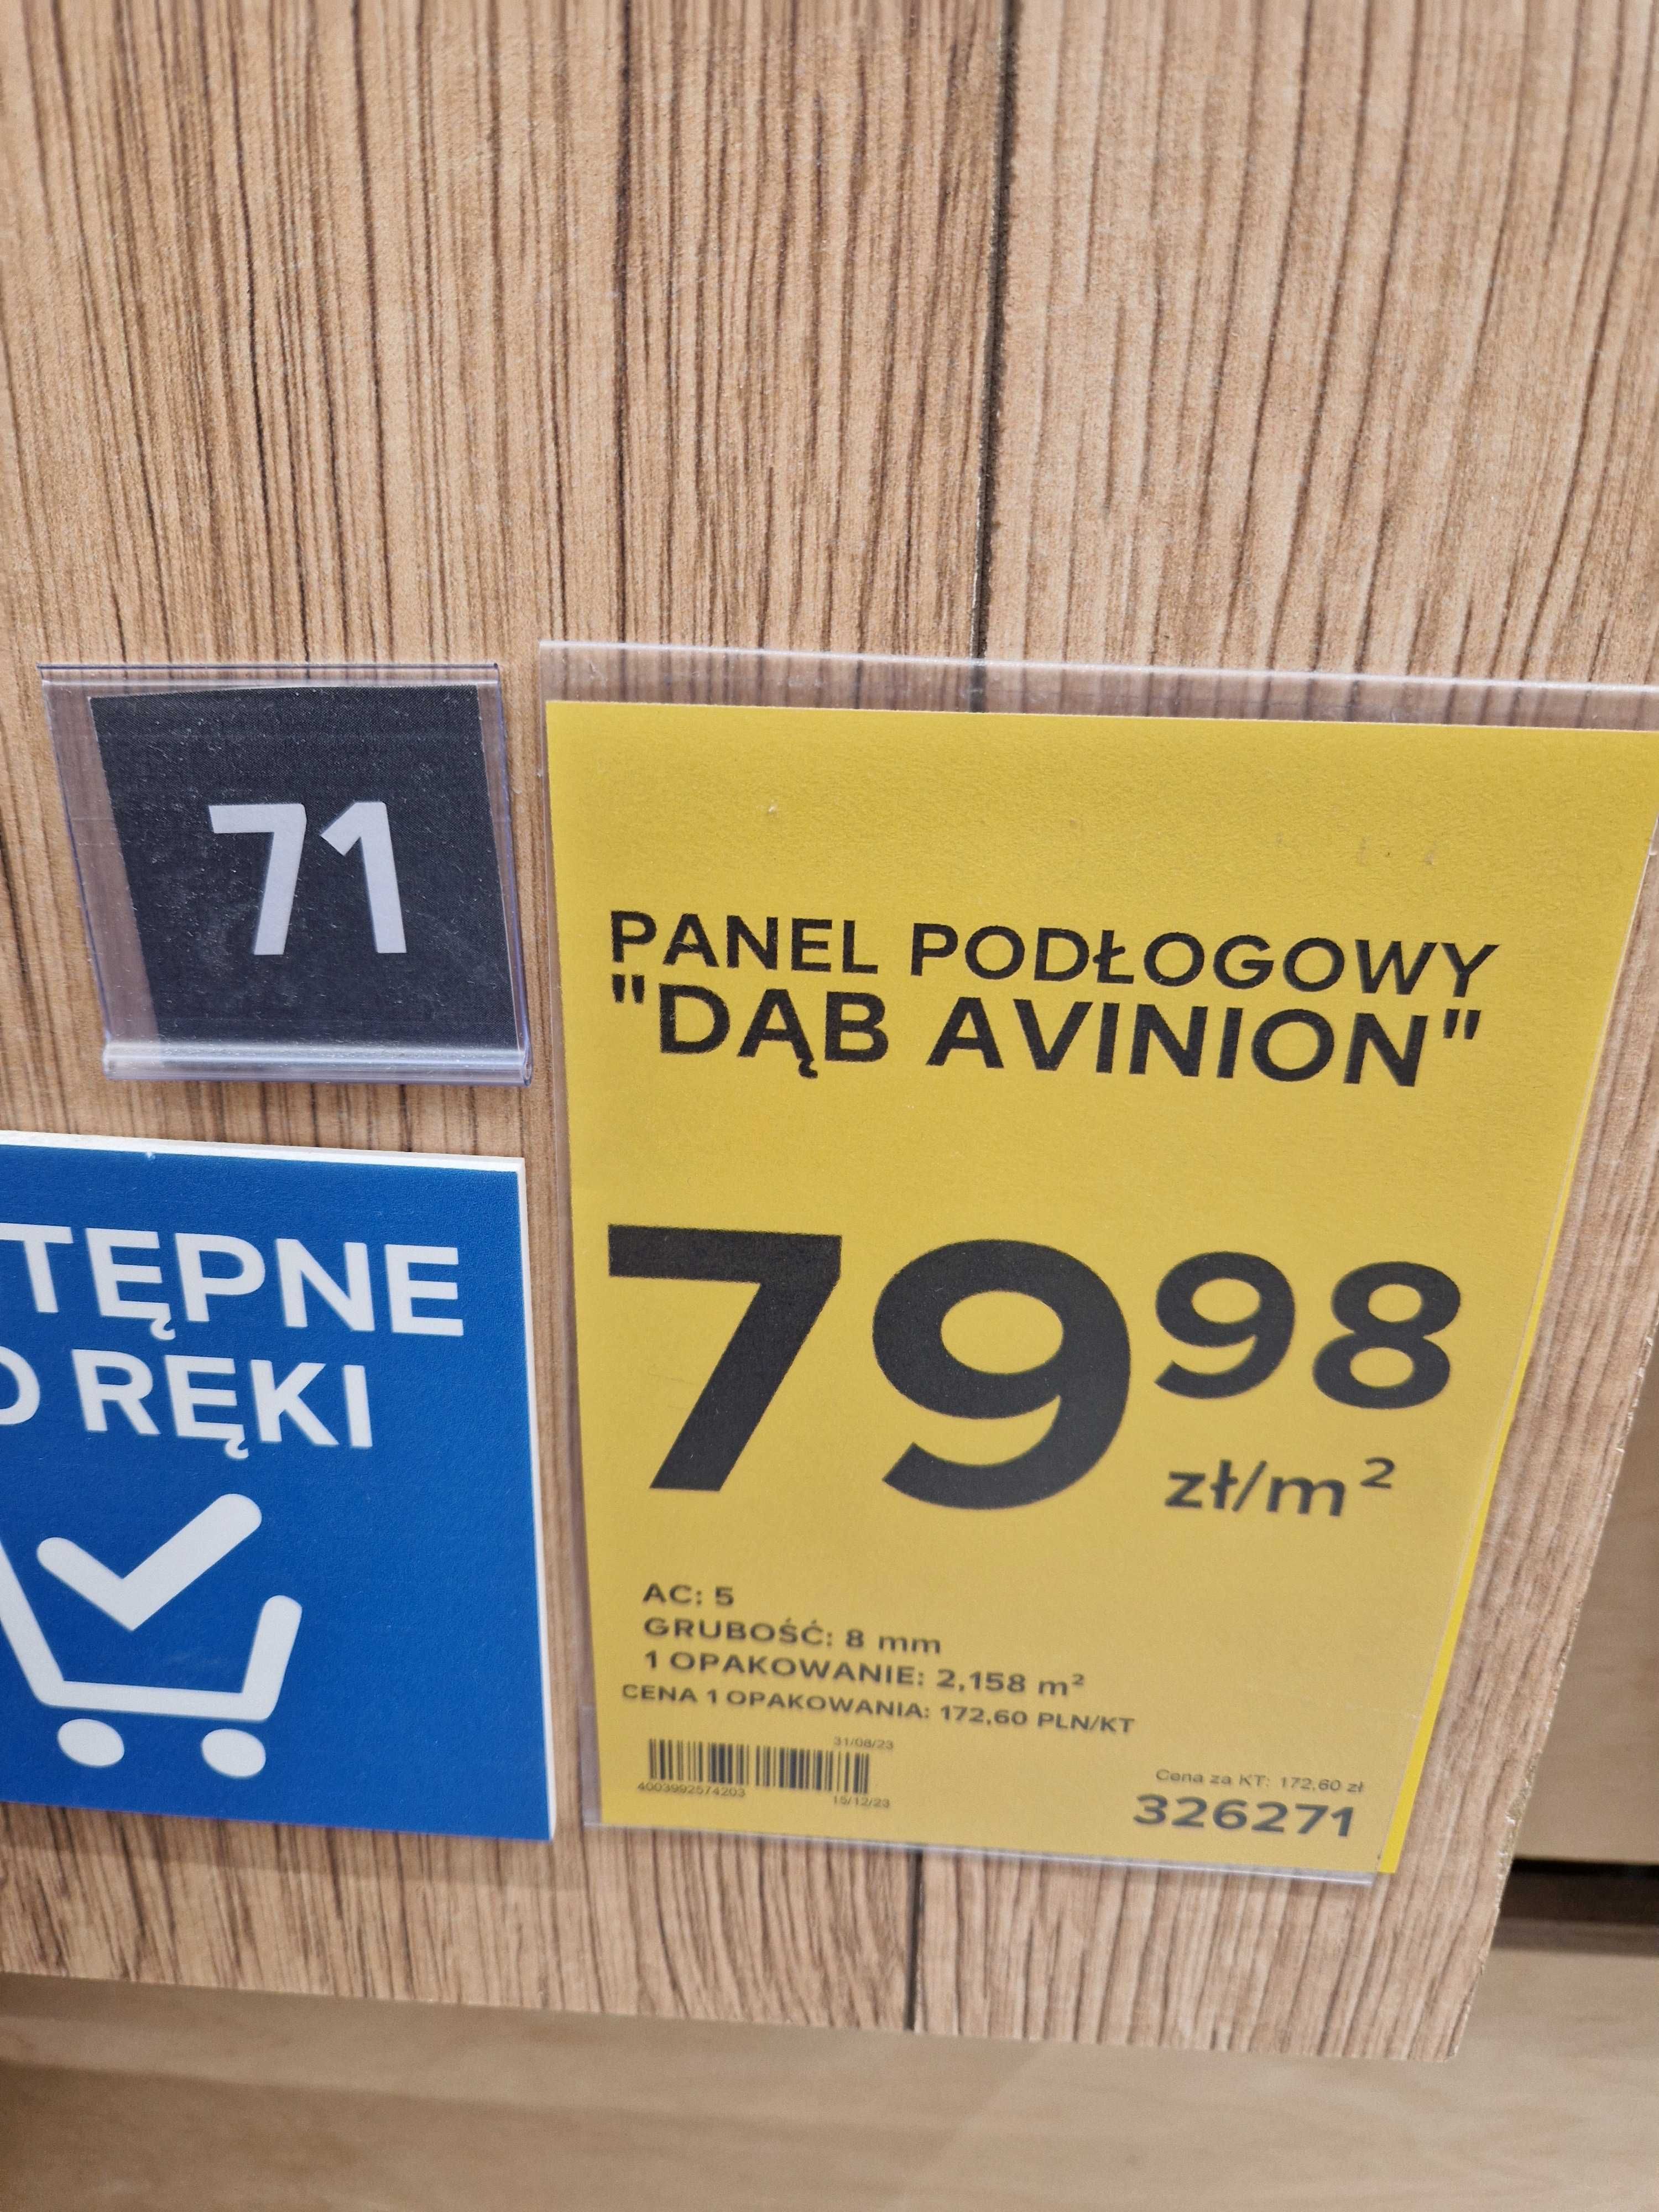 71
PANEL PODŁOGOWY
"DĄB AVINION"
79 98
zł/m²
AC: 5
GRUBOŚĆ: 8 mm
1 OPAKOWANIE: 2,158 m²
CENA 1 OPAKOWANIA: 172,60 PLN/KT
31/08/23
4003992574203
15/12/23
Cena za KT: 172,60 zł
326271
TĘPNE
RĘKI